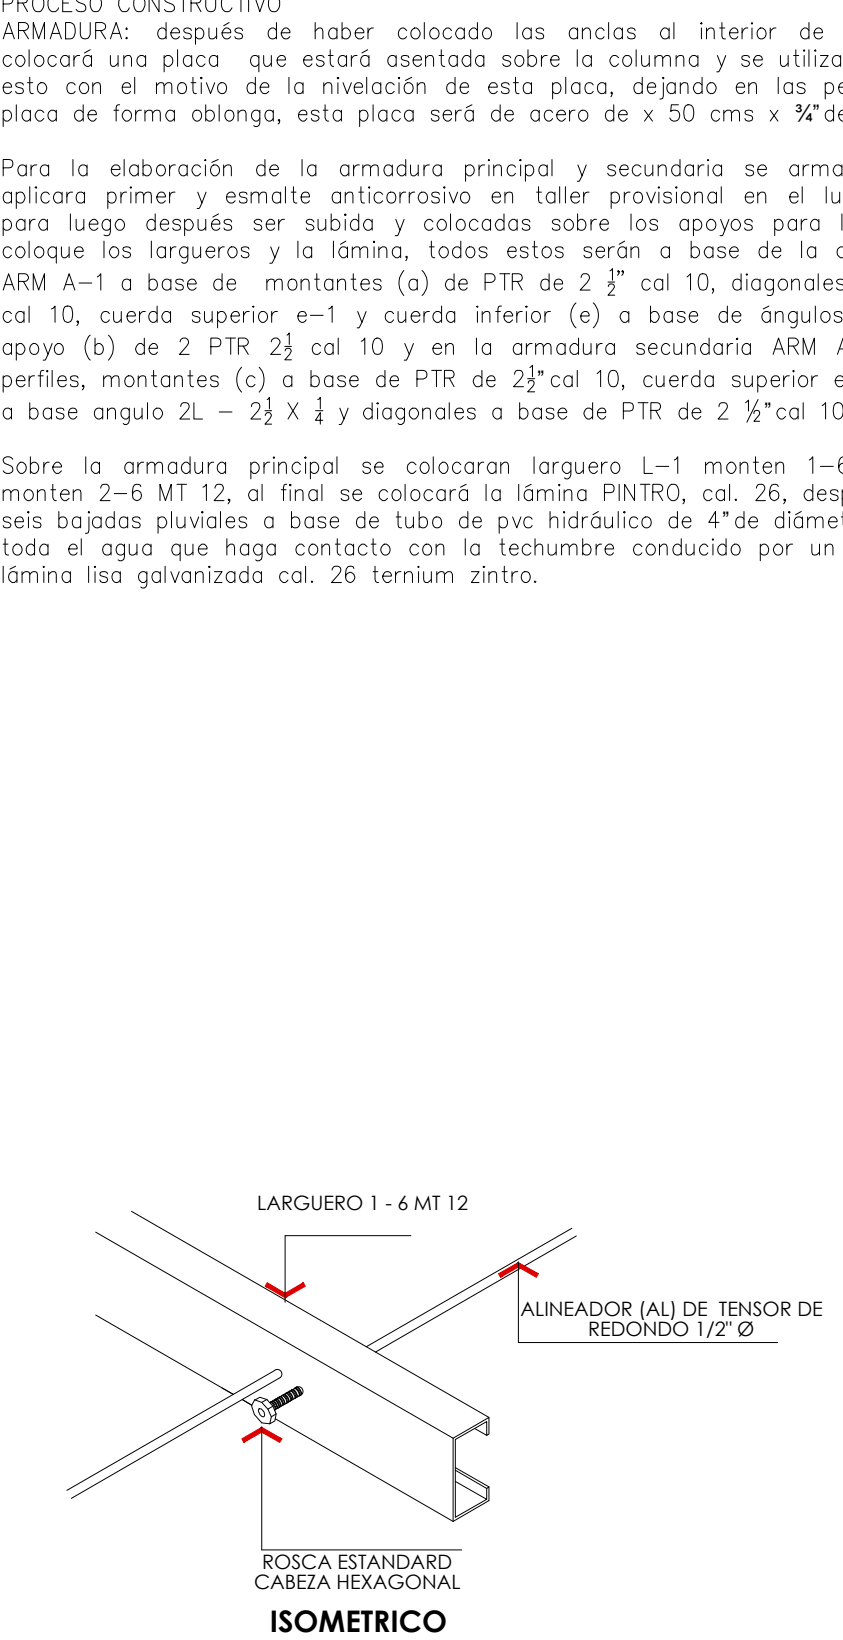 PROCESO CONSTRUCTIVO
ARMADURA: después de haber colocado las anclas al interior de
colocará una placa que estará asentada sobre la columna y se utiliza
esto con el motivo de la nivelación de esta placa, dejando en las pe
placa de forma oblonga, esta placa será de acero de x 50 cms x ¾" de
Para la elaboración de la armadura principal y secundaria se arma
aplicara primer y esmalte anticorrosivo en taller provisional en el lu
para luego después ser subida y colocadas sobre los apoyos para l
coloque los largueros y la lámina, todos estos serán a base de la
ARM A-1 a base de montantes (a) de PTR de 2 ½" cal 10, diagonales
cal 10, cuerda superior e-1 y cuerda inferior (e) a base de ángulos
apoyo (b) de 2 PTR 2½ cal 10 y en la armadura secundaria ARM A
perfiles, montantes (c) a base de PTR de 2½" cal 10, cuerda superior e
a base angulo 2L - 2½ X ¼ y diagonales a base de PTR de 2 ½" cal 10
Sobre la armadura principal se colocaran larguero L-1 monten 1-6
monten 2-6 MT 12, al final se colocará la lámina PINTRO, cal. 26, desp
seis bajadas pluviales a base de tubo de pvc hidráulico de 4" de diámet
toda el agua que haga contacto con la techumbre conducido por un
lámina lisa galvanizada cal. 26 ternium zintro.
LARGUERO 1 - 6 MT 12
ALINEADOR (AL) DE TENSOR DE
REDONDO 1/2" Ø
ROSCA ESTANDARD
CABEZA HEXAGONAL
ISOMETRICO